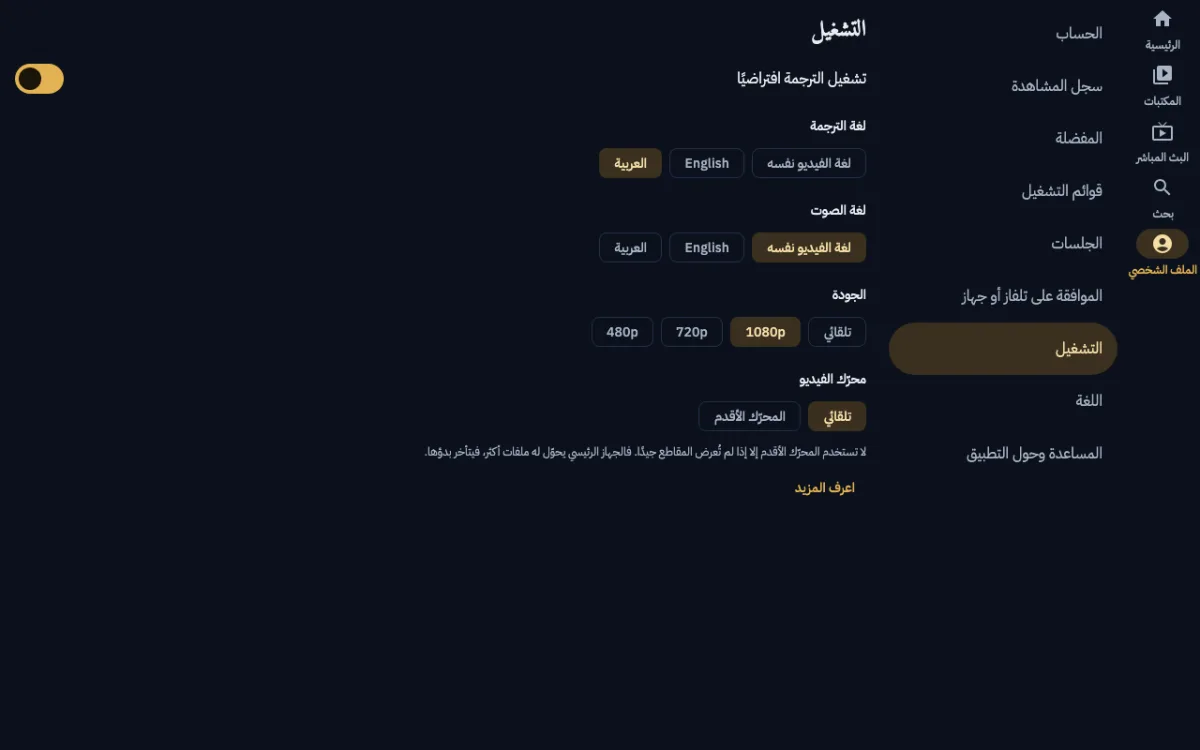 الرئيسية
المكتبات
البث المباشر
بحث
الملف الشخصي
الحساب
سجل المشاهدة
المفضلة
قوائم التشغيل
الجلسات
الموافقة على تلفاز أو جهاز
التشغيل
اللغة
المساعدة وحول التطبيق
التشغيل
تشغيل الترجمة افتراضيًا
لغة الترجمة
لغة الفيديو نفسه English العربية
لغة الصوت
لغة الفيديو نفسه English العربية
الجودة
تلقائي 1080p 720p 480p
محرّك الفيديو
تلقائي المحرّك الأقدم
لا تستخدم المحرّك الأقدم إلا إذا لم تُعرض المقاطع جيدًا. فالجهاز الرئيسي يحوّل له ملفات أكثر، فيتأخر بدؤها.
اعرف المزيد